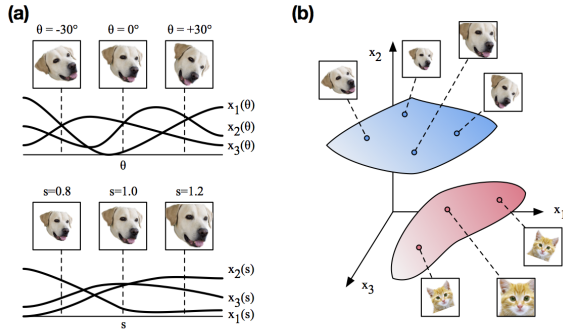 (a)
θ = -30° θ = 0° θ = +30°
x₁(θ)
x₂(θ)
x₃(θ)
θ
s=0.8 s=1.0 s=1.2
x₂(s)
x₃(s)
x₁(s)
s
(b)
x₂
x₁
x₃